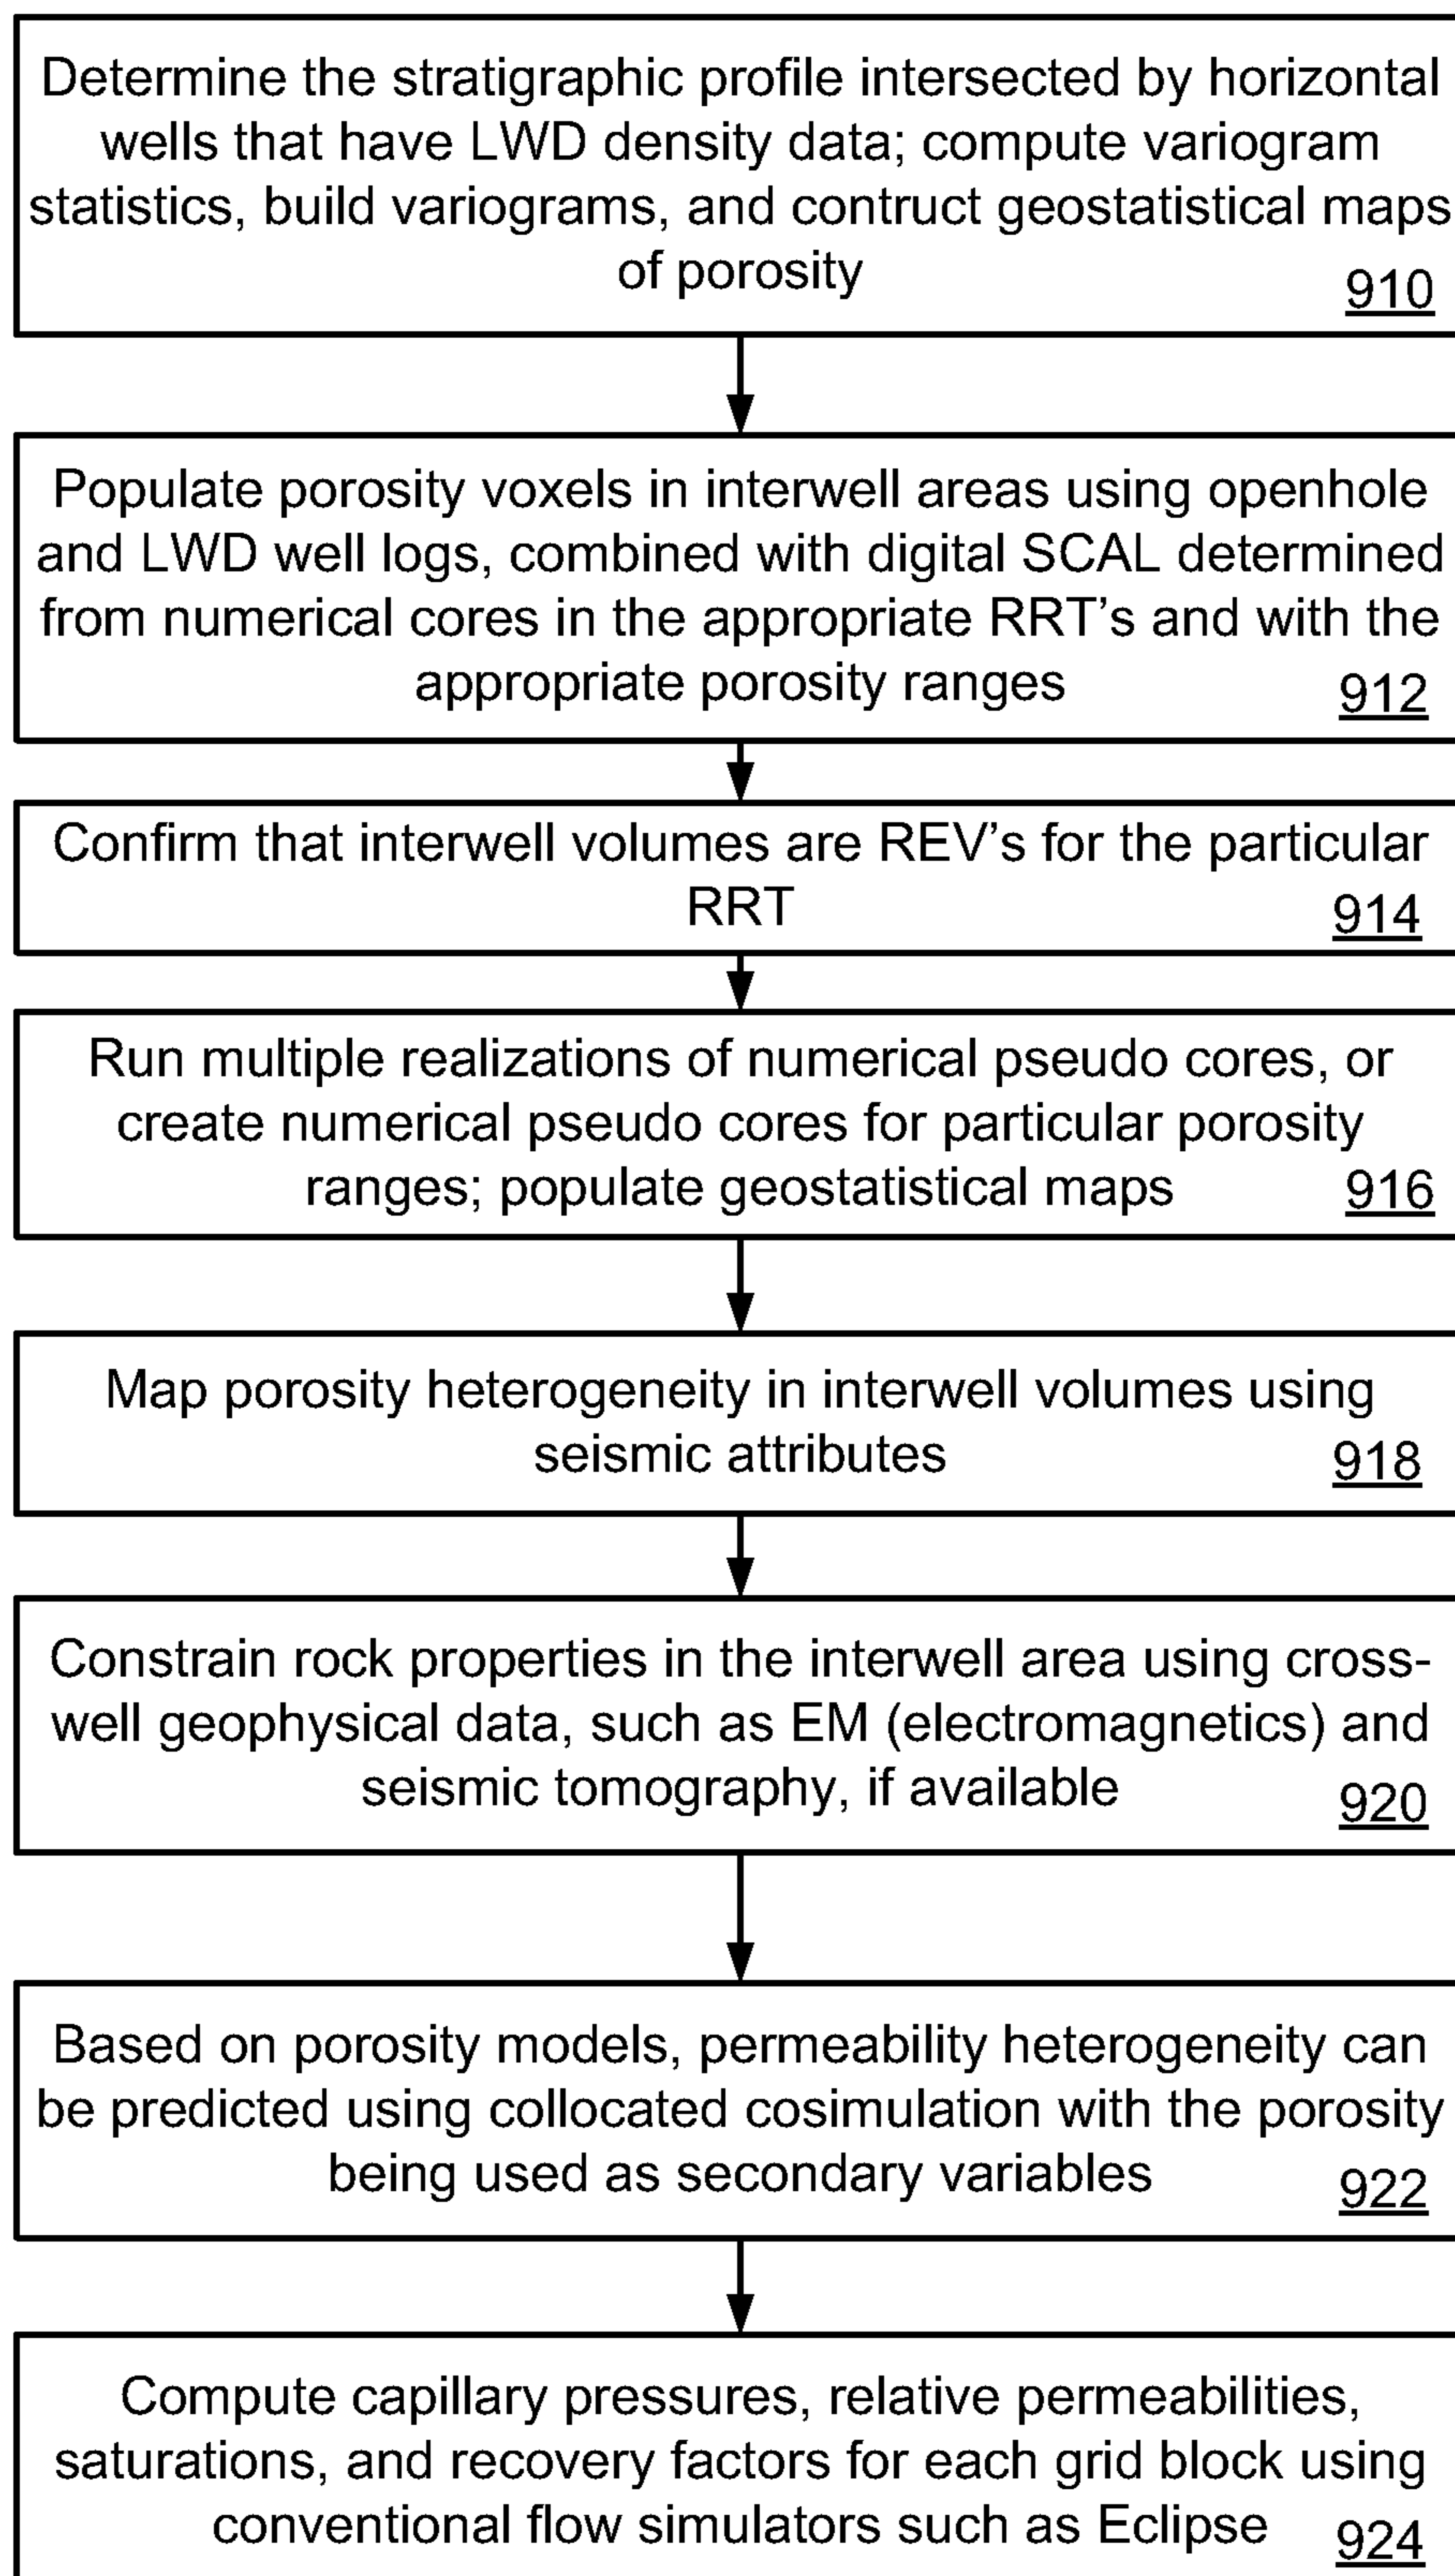 Determine the stratigraphic profile intersected by horizontal
wells that have LWD density data; compute variogram
statistics, build variograms, and contruct geostatistical maps
of porosity
910
Populate porosity voxels in interwell areas using openhole
and LWD well logs, combined with digital SCAL determined
from numerical cores in the appropriate RRT's and with the
appropriate porosity ranges
912
Confirm that interwell volumes are REV's for the particular
RRT
914
Run multiple realizations of numerical pseudo cores, or
create numerical pseudo cores for particular porosity
ranges; populate geostatistical maps
916
Map porosity heterogeneity in interwell volumes using
seismic attributes
918
Constrain rock properties in the interwell area using cross-
well geophysical data, such as EM (electromagnetics) and
seismic tomography, if available
920
Based on porosity models, permeability heterogeneity can
be predicted using collocated cosimulation with the porosity
being used as secondary variables
922
Compute capillary pressures, relative permeabilities,
saturations, and recovery factors for each grid block using
conventional flow simulators such as Eclipse
924